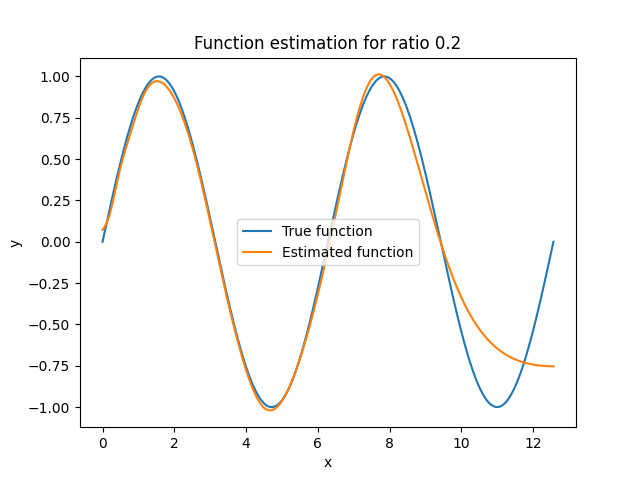 Function estimation for ratio 0.2
1.00
0.75
0.50
0.25
0.00
−0.25
−0.50
−0.75
−1.00
y
True function
Estimated function
0 2 4 6 8 10 12
x